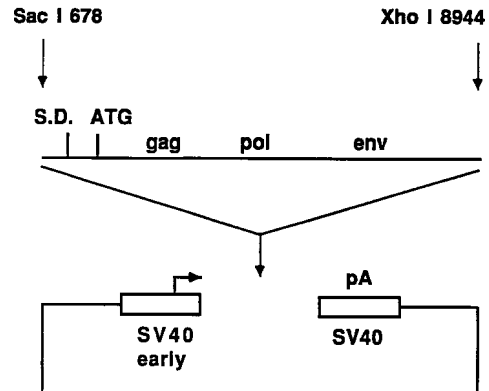 Sac I 678 Xho I 8944
S.D. ATG
gag pol env
pA
SV40 early
SV40